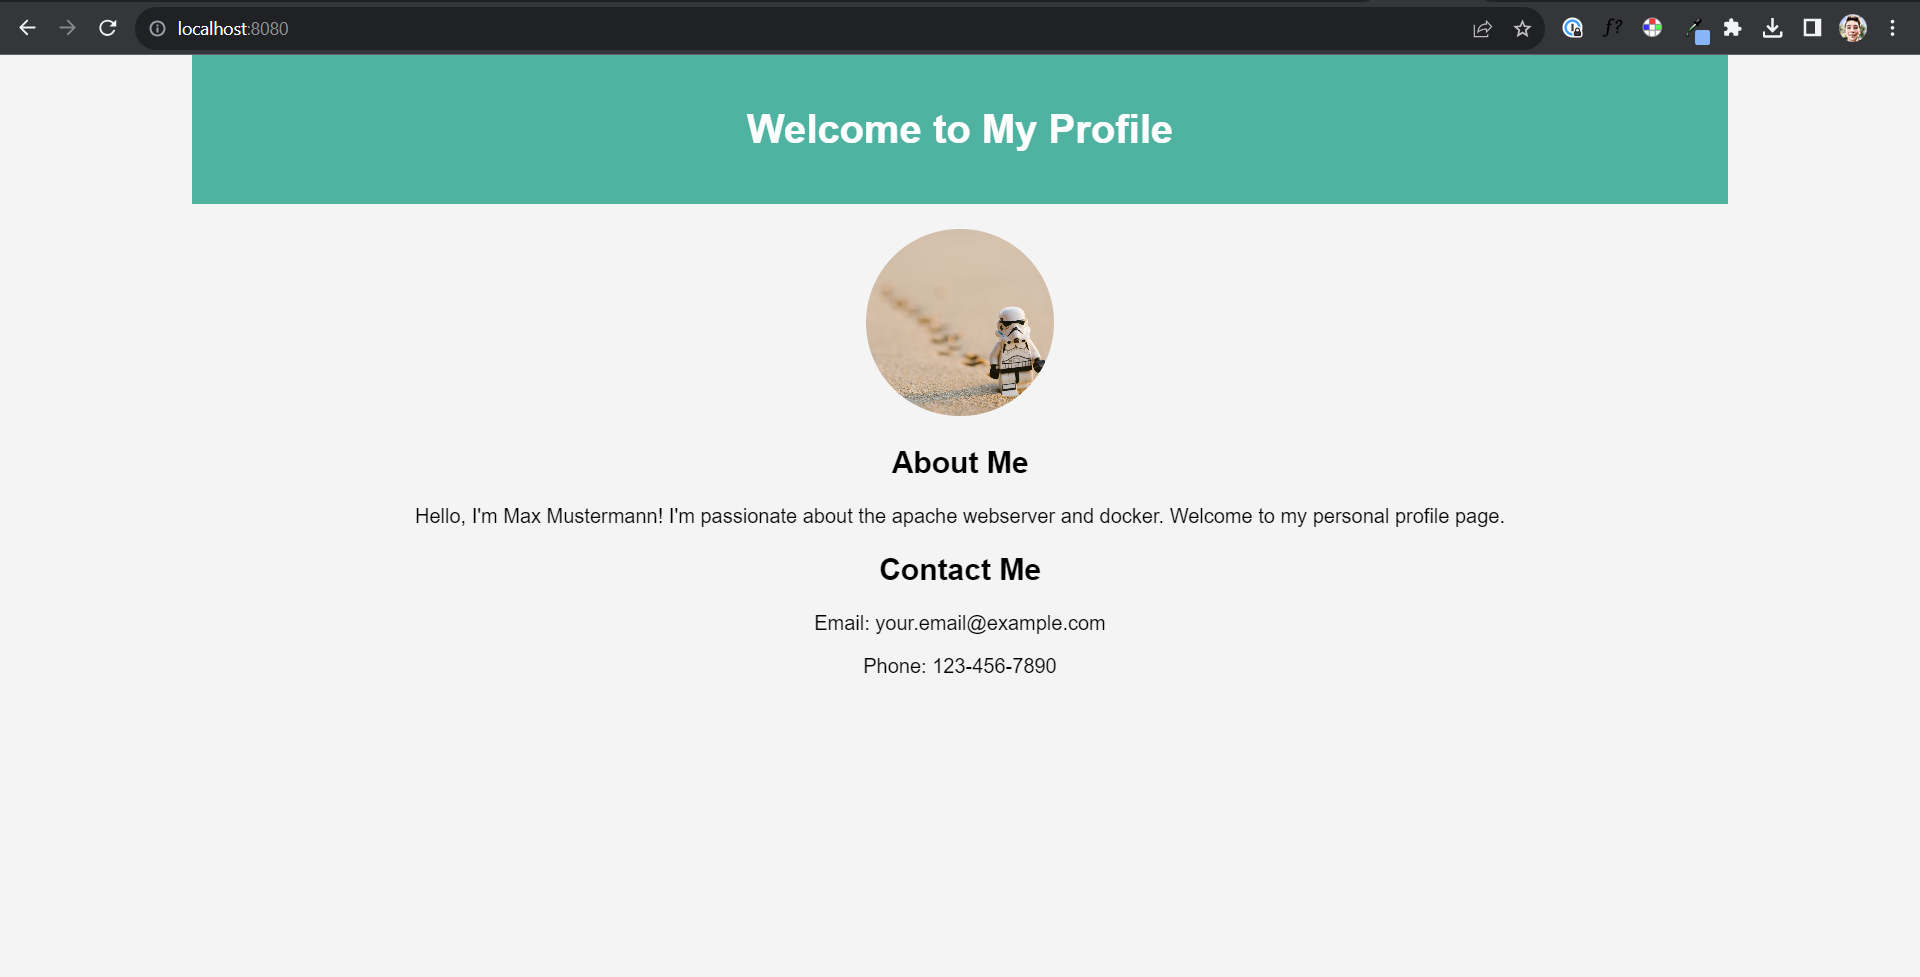 localhost:8080
f?
Welcome to My Profile
About Me
Hello, I'm Max Mustermann! I'm passionate about the apache webserver and docker. Welcome to my personal profile page.
Contact Me
Email: your.email@example.com
Phone: 123-456-7890